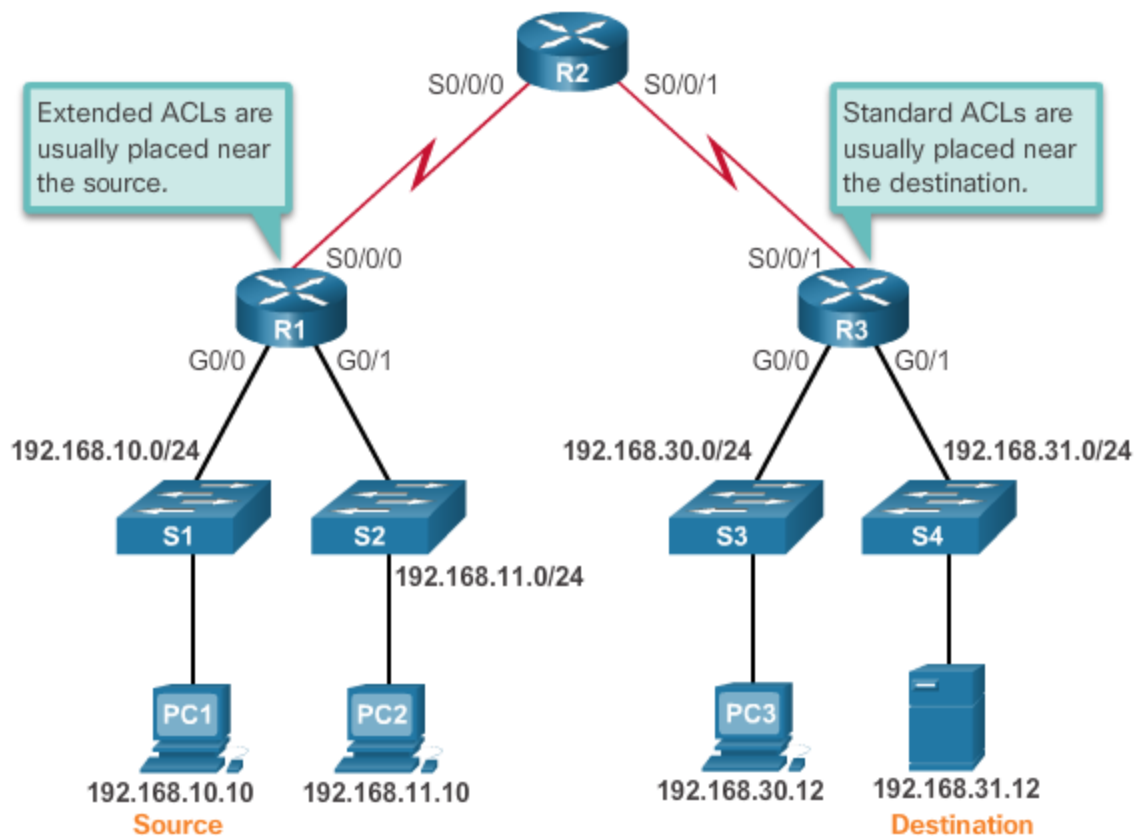 R2
S0/0/0
S0/0/1
Extended ACLs are
usually placed near
the source.
Standard ACLs are
usually placed near
the destination.
S0/0/0
S0/0/1
R1
R3
G0/0
G0/1
G0/0
G0/1
192.168.10.0/24
192.168.30.0/24
192.168.31.0/24
S1
S2
S3
S4
192.168.11.0/24
PC1
PC2
PC3
192.168.10.10
192.168.11.10
192.168.30.12
192.168.31.12
Source
Destination